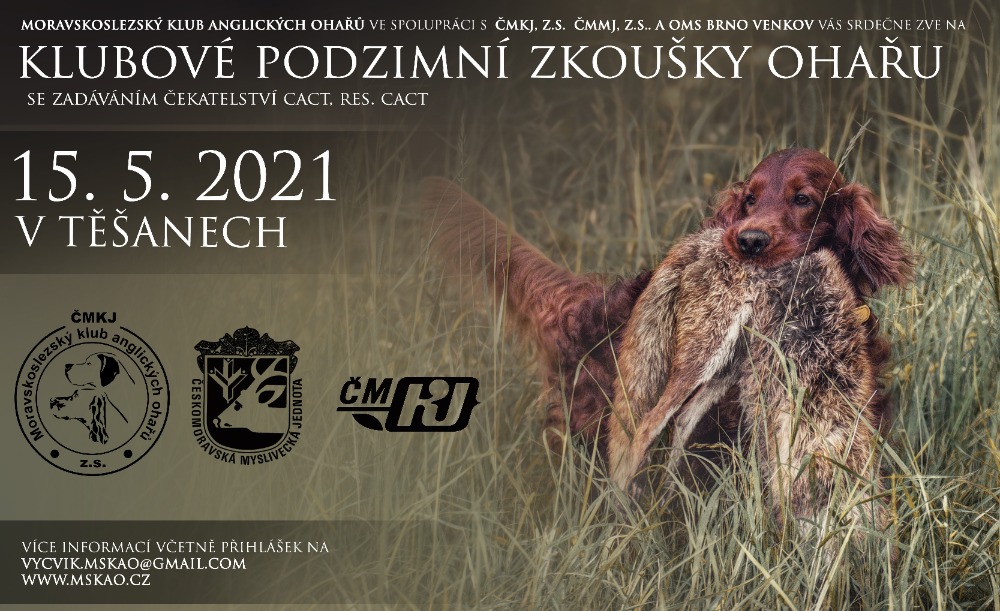 MORAVSKOSLEZSKÝ KLUB ANGLICKÝCH OHAŘŮ VE SPOLUPRÁCI S ČMKJ, Z.S. ČMMJ, Z.S.. A OMS BRNO VENKOV VÁS SRDEČNE ZVE NA
KLUBOVÉ PODZIMNÍ ZKOUŠKY OHAŘU
SE ZADÁVÁNÍM ČEKATELSTVÍ CACT, RES. CACT
15. 5. 2021
V TĚŠANECH
ČMKJ
Moravskoslezský klub anglických ohařů
z.s.
ČESKOMORAVSKÁ MYSLIVECKÁ JEDNOTA
ČMKJ
VÍCE INFORMACÍ VČETNĚ PŘIHLÁŠEK NA
VYCVIK.MSKAO@GMAIL.COM
WWW.MSKAO.CZ